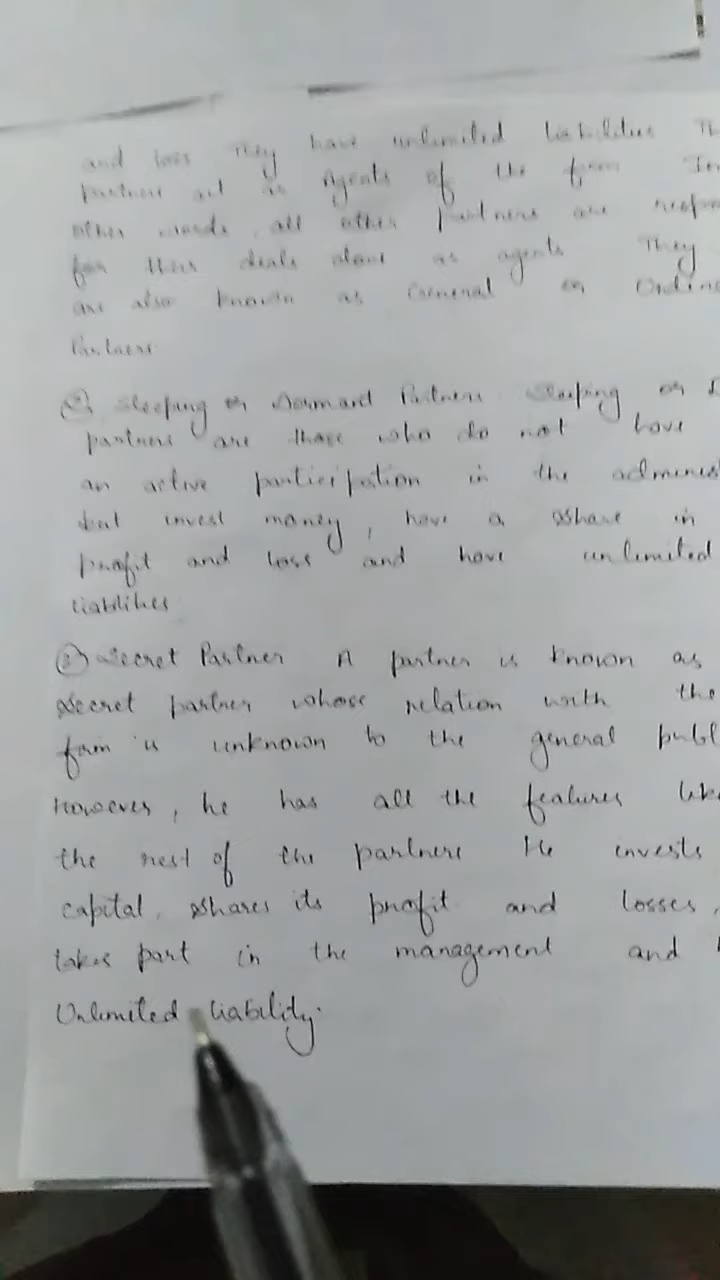 and loss They have unlimited liabilities Th
partners act as Agents of the firm In
other words, all other partners are respo
for their deals alone as agents They
are also known as General or Ordin
Partners
② Sleeping or Dormant Partners Sleeping or D
partners are those who do not have
an active participation in the adminis
but invest money, have a share in
profit and loss and have unlimited
liabilities
③ Secret Partner A partner is known as
secret partner whose relation with the
firm is unknown to the general publ
However, he has all the features like
the rest of the partners He invests
capital, shares its profit and losses,
takes part in the management and h
Unlimited liability.